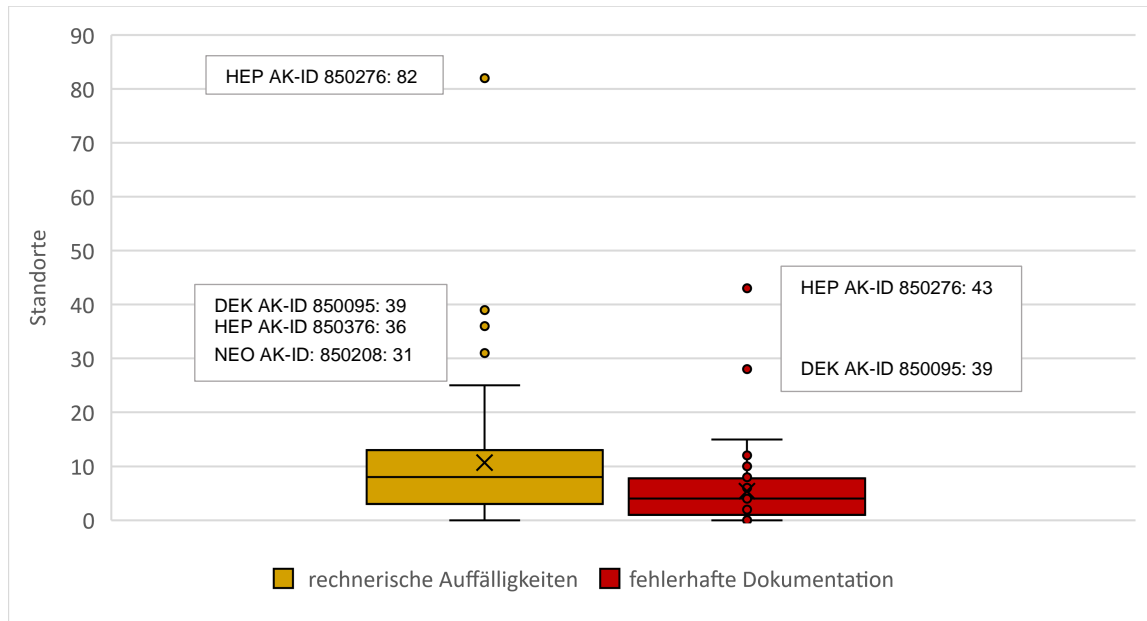 90
80
70
60
50
40
30
20
10
0
Standorte
HEP AK-ID 850276: 82
DEK AK-ID 850095: 39
HEP AK-ID 850376: 36
NEO AK-ID: 850208: 31
HEP AK-ID 850276: 43
DEK AK-ID 850095: 39
rechnerische Auffälligkeiten
fehlerhafte Dokumentation